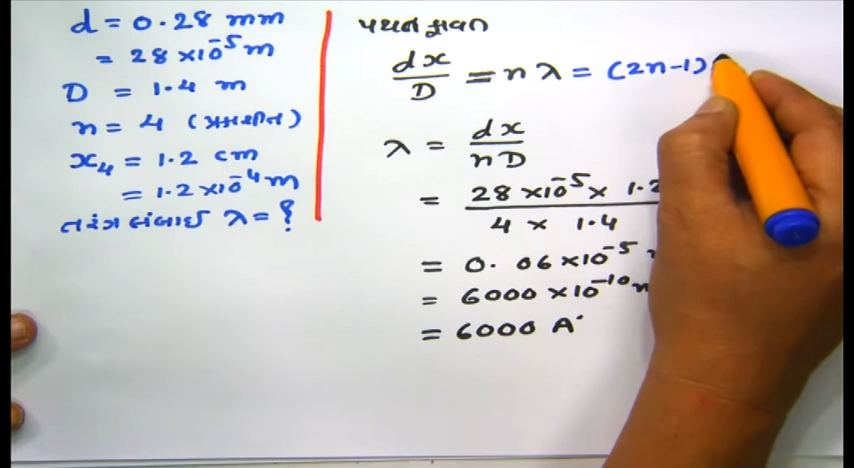 d = 0.28 mm
= 28 × 10⁻⁵ m
D = 1.4 m
n = 4 (પ્રકાશીત)
x₄ = 1.2 cm
= 1.2 × 10⁻⁴ m
તરંગ લંબાઈ λ = ?
પથતફાવત
dx/D = nλ = (2n-1)
λ = dx/nD
= 28 × 10⁻⁵ × 1.2 / 4 × 1.4
= 0.06 × 10⁻⁵
= 6000 × 10⁻¹⁰ m
= 6000 A°